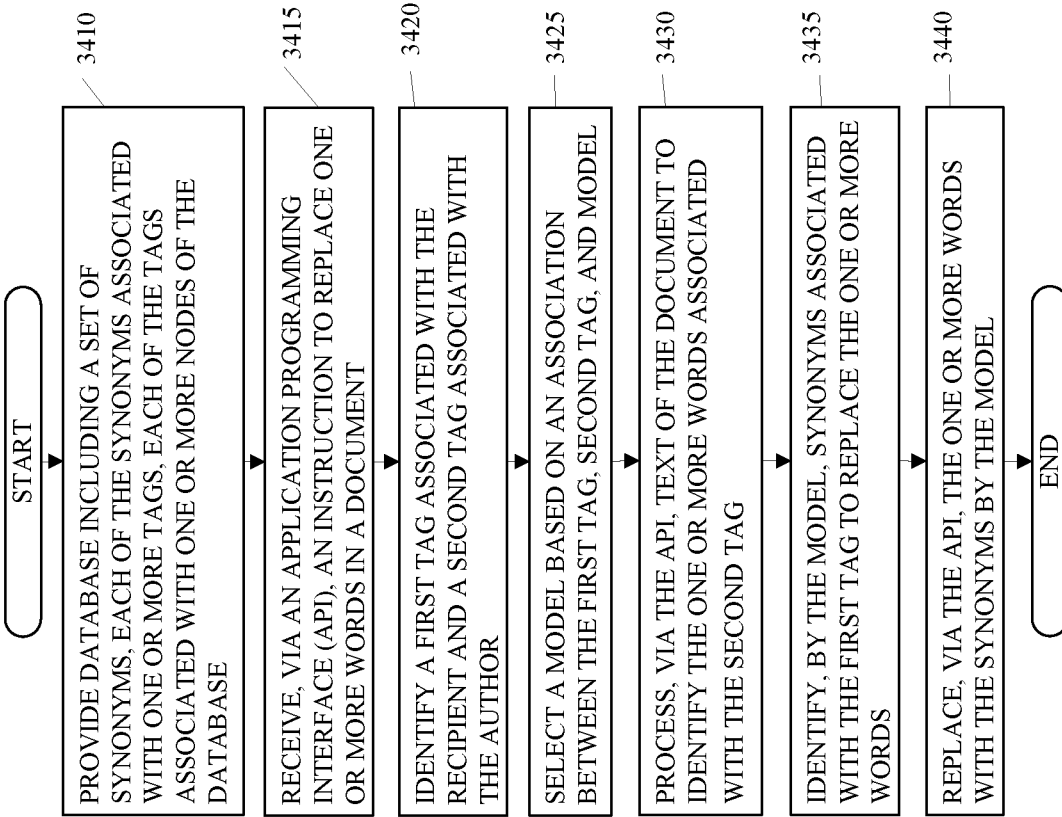 START
PROVIDE DATABASE INCLUDING A SET OF
SYNONYMS, EACH OF THE SYNONYMS ASSOCIATED
WITH ONE OR MORE TAGS, EACH OF THE TAGS
ASSOCIATED WITH ONE OR MORE NODES OF THE
DATABASE
3410
RECEIVE, VIA AN APPLICATION PROGRAMMING
INTERFACE (API), AN INSTRUCTION TO REPLACE ONE
OR MORE WORDS IN A DOCUMENT
3415
IDENTIFY A FIRST TAG ASSOCIATED WITH THE
RECIPIENT AND A SECOND TAG ASSOCIATED WITH
THE AUTHOR
3420
SELECT A MODEL BASED ON AN ASSOCIATION
BETWEEN THE FIRST TAG, SECOND TAG, AND MODEL
3425
PROCESS, VIA THE API, TEXT OF THE DOCUMENT TO
IDENTIFY THE ONE OR MORE WORDS ASSOCIATED
WITH THE SECOND TAG
3430
IDENTIFY, BY THE MODEL, SYNONYMS ASSOCIATED
WITH THE FIRST TAG TO REPLACE THE ONE OR MORE
WORDS
3435
REPLACE, VIA THE API, THE ONE OR MORE WORDS
WITH THE SYNONYMS BY THE MODEL
3440
END